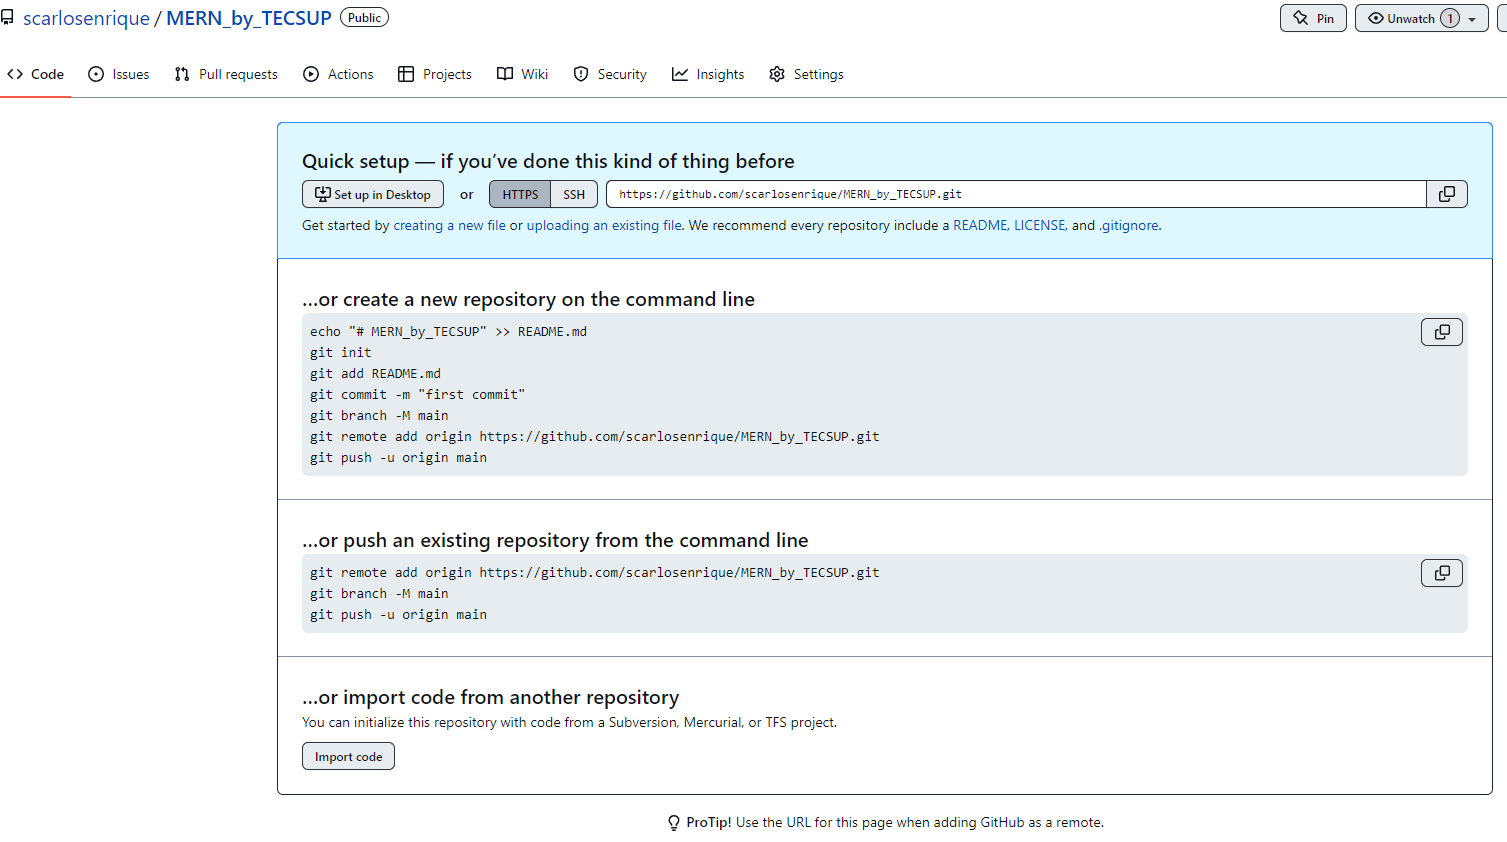 scarlosenrique / MERN_by_TECSUP Public
Pin
Unwatch 1
Code Issues Pull requests Actions Projects Wiki Security Insights Settings
Quick setup — if you’ve done this kind of thing before
Set up in Desktop or HTTPS SSH https://github.com/scarlosenrique/MERN_by_TECSUP.git
Get started by creating a new file or uploading an existing file. We recommend every repository include a README, LICENSE, and .gitignore.
…or create a new repository on the command line
echo "# MERN_by_TECSUP" >> README.md
git init
git add README.md
git commit -m "first commit"
git branch -M main
git remote add origin https://github.com/scarlosenrique/MERN_by_TECSUP.git
git push -u origin main
…or push an existing repository from the command line
git remote add origin https://github.com/scarlosenrique/MERN_by_TECSUP.git
git branch -M main
git push -u origin main
…or import code from another repository
You can initialize this repository with code from a Subversion, Mercurial, or TFS project.
Import code
ProTip! Use the URL for this page when adding GitHub as a remote.